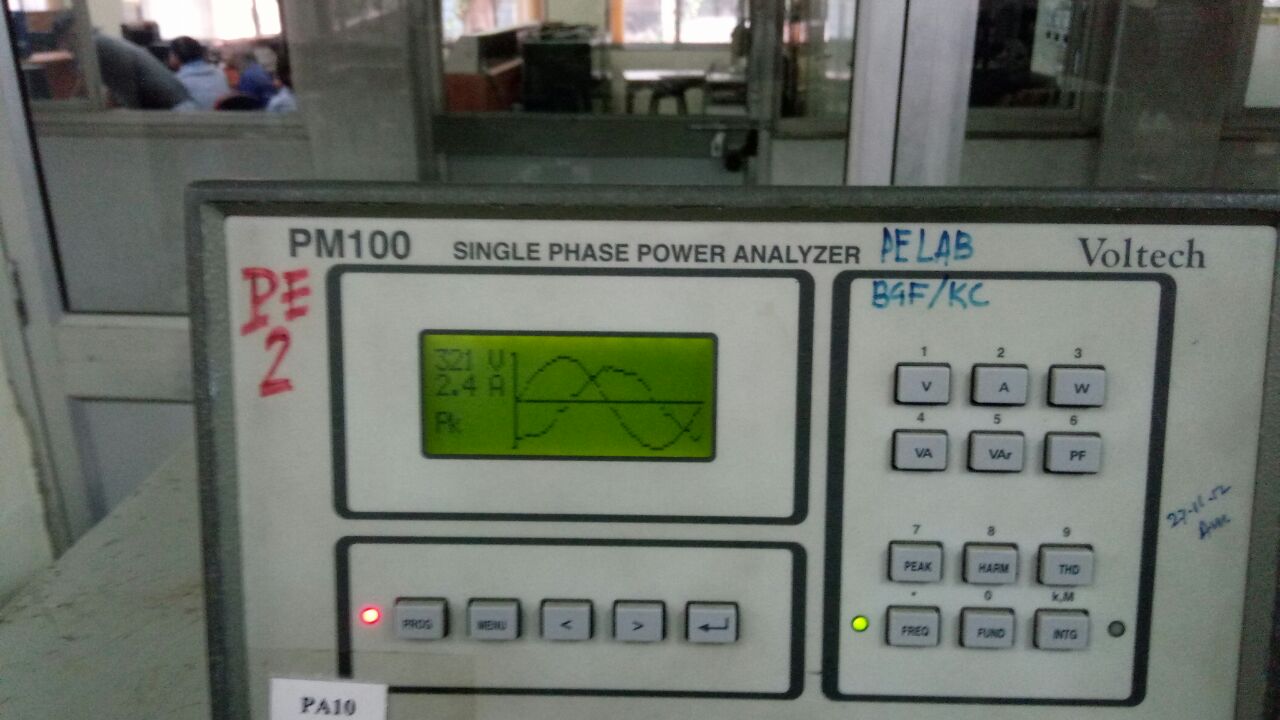 PM100 SINGLE PHASE POWER ANALYZER PE LAB Voltech
BGF/KC
PE
2
321 V
2.4 A
Pk
1 2 3
V A W
4 5 6
VA VAr PF
7 8 9
PEAK HARM THD
• 0 k,M
FREQ FUND INTG
PROG MENU < > ↵
PA10